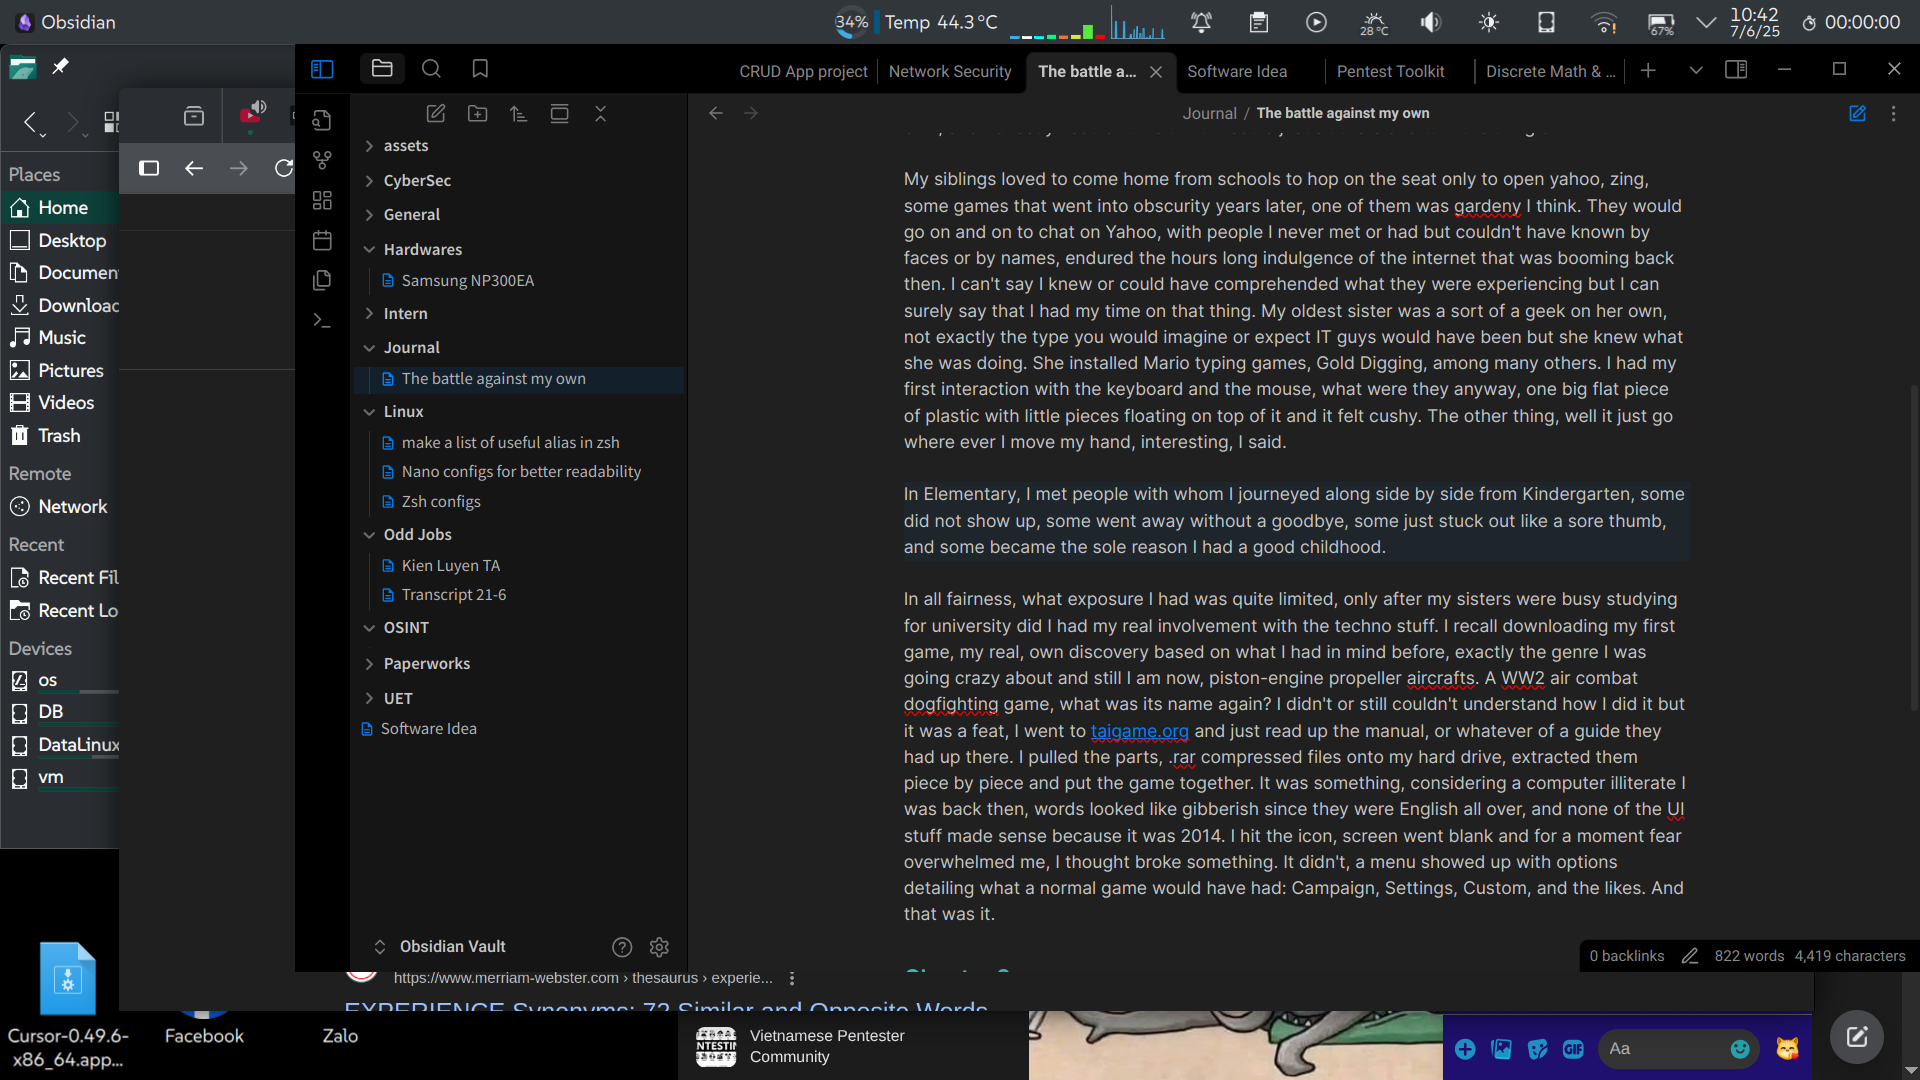 Obsidian
34%
Temp 44.3°C
28°C
67%
10:42
7/6/25
00:00:00
CRUD App project
Network Security
The battle a...
Software Idea
Pentest Toolkit
Discrete Math & ...
Journal / The battle against my own
Places
Home
Desktop
Documen
Downloa
Music
Pictures
Videos
Trash
Remote
Network
Recent
Recent Fil
Recent Lo
Devices
os
DB
DataLinux
vm
assets
CyberSec
General
Hardwares
Samsung NP300EA
Intern
Journal
The battle against my own
Linux
make a list of useful alias in zsh
Nano configs for better readability
Zsh configs
Odd Jobs
Kien Luyen TA
Transcript 21-6
OSINT
Paperworks
UET
Software Idea
Obsidian Vault
My siblings loved to come home from schools to hop on the seat only to open yahoo, zing,
some games that went into obscurity years later, one of them was gardeny I think. They would
go on and on to chat on Yahoo, with people I never met or had but couldn't have known by
faces or by names, endured the hours long indulgence of the internet that was booming back
then. I can't say I knew or could have comprehended what they were experiencing but I can
surely say that I had my time on that thing. My oldest sister was a sort of a geek on her own,
not exactly the type you would imagine or expect IT guys would have been but she knew what
she was doing. She installed Mario typing games, Gold Digging, among many others. I had my
first interaction with the keyboard and the mouse, what were they anyway, one big flat piece
of plastic with little pieces floating on top of it and it felt cushy. The other thing, well it just go
where ever I move my hand, interesting, I said.
In Elementary, I met people with whom I journeyed along side by side from Kindergarten, some
did not show up, some went away without a goodbye, some just stuck out like a sore thumb,
and some became the sole reason I had a good childhood.
In all fairness, what exposure I had was quite limited, only after my sisters were busy studying
for university did I had my real involvement with the techno stuff. I recall downloading my first
game, my real, own discovery based on what I had in mind before, exactly the genre I was
going crazy about and still I am now, piston-engine propeller aircrafts. A WW2 air combat
dogfighting game, what was its name again? I didn't or still couldn't understand how I did it but
it was a feat, I went to taigame.org and just read up the manual, or whatever of a guide they
had up there. I pulled the parts, .rar compressed files onto my hard drive, extracted them
piece by piece and put the game together. It was something, considering a computer illiterate I
was back then, words looked like gibberish since they were English all over, and none of the UI
stuff made sense because it was 2014. I hit the icon, screen went blank and for a moment fear
overwhelmed me, I thought broke something. It didn't, a menu showed up with options
detailing what a normal game would have had: Campaign, Settings, Custom, and the likes. And
that was it.
0 backlinks
822 words
4,419 characters
https://www.merriam-webster.com › thesaurus › experie...
EXPERIENCE Synonyms: 72 Similar and Opposite Words
Cursor-0.49.6-
x86_64.app...
Facebook
Zalo
NTESTIN
Vietnamese Pentester
Community
GIF
Aa